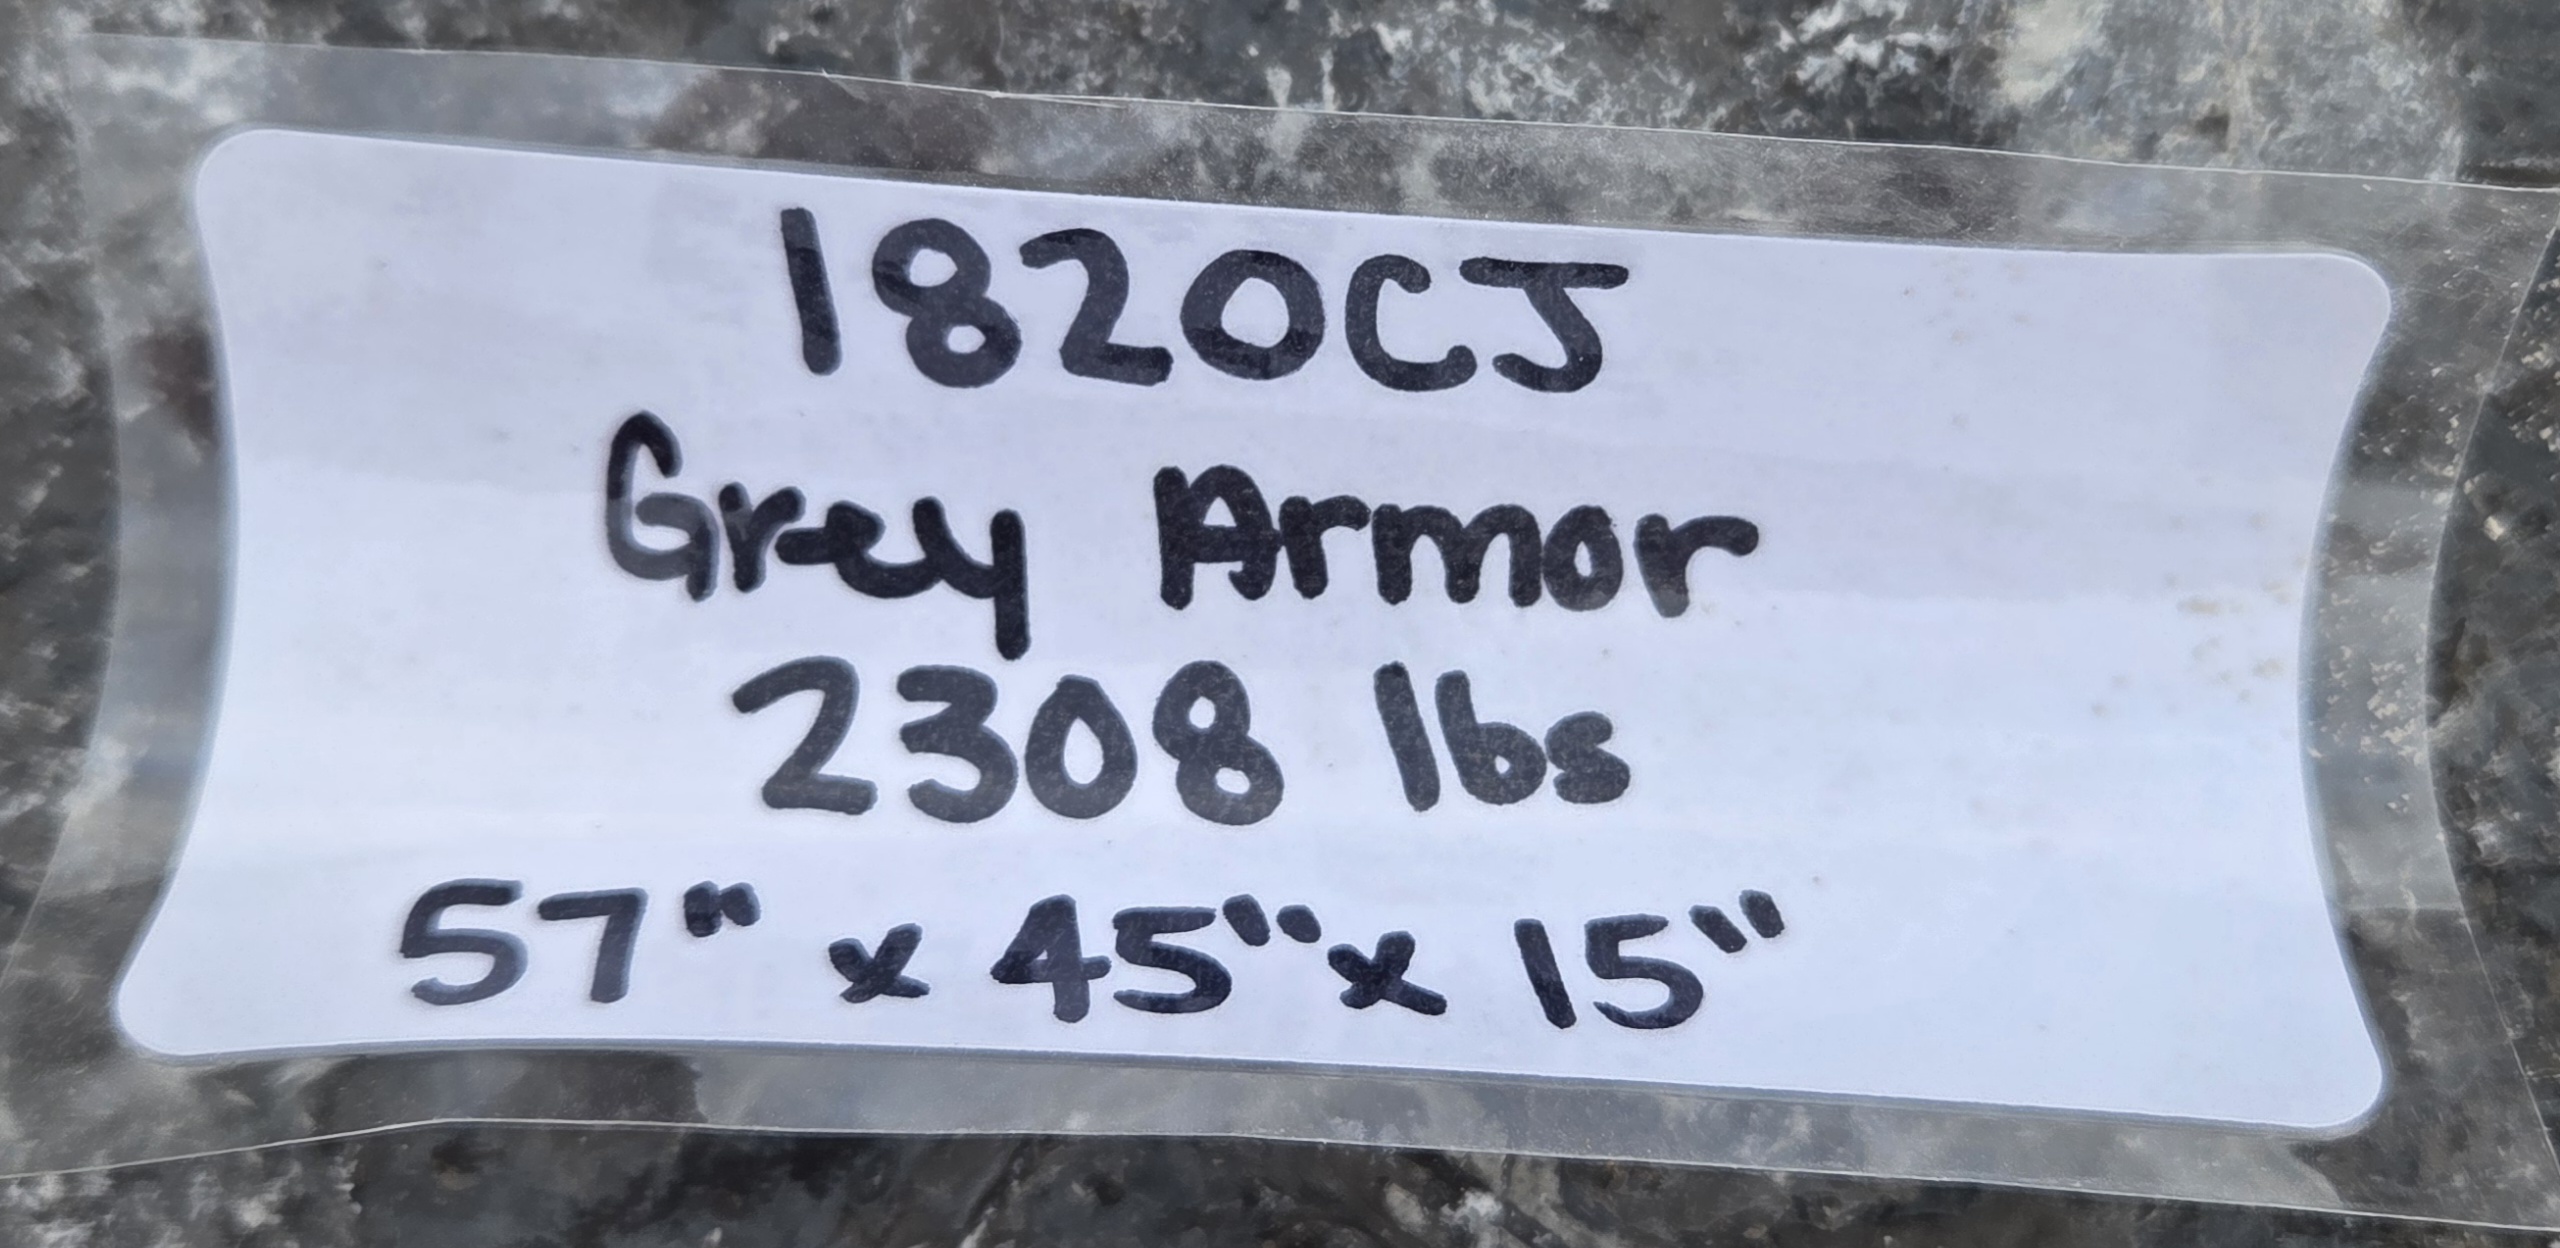 1820CJ
Grey Armor
2308 lbs
57" x 45" x 15"